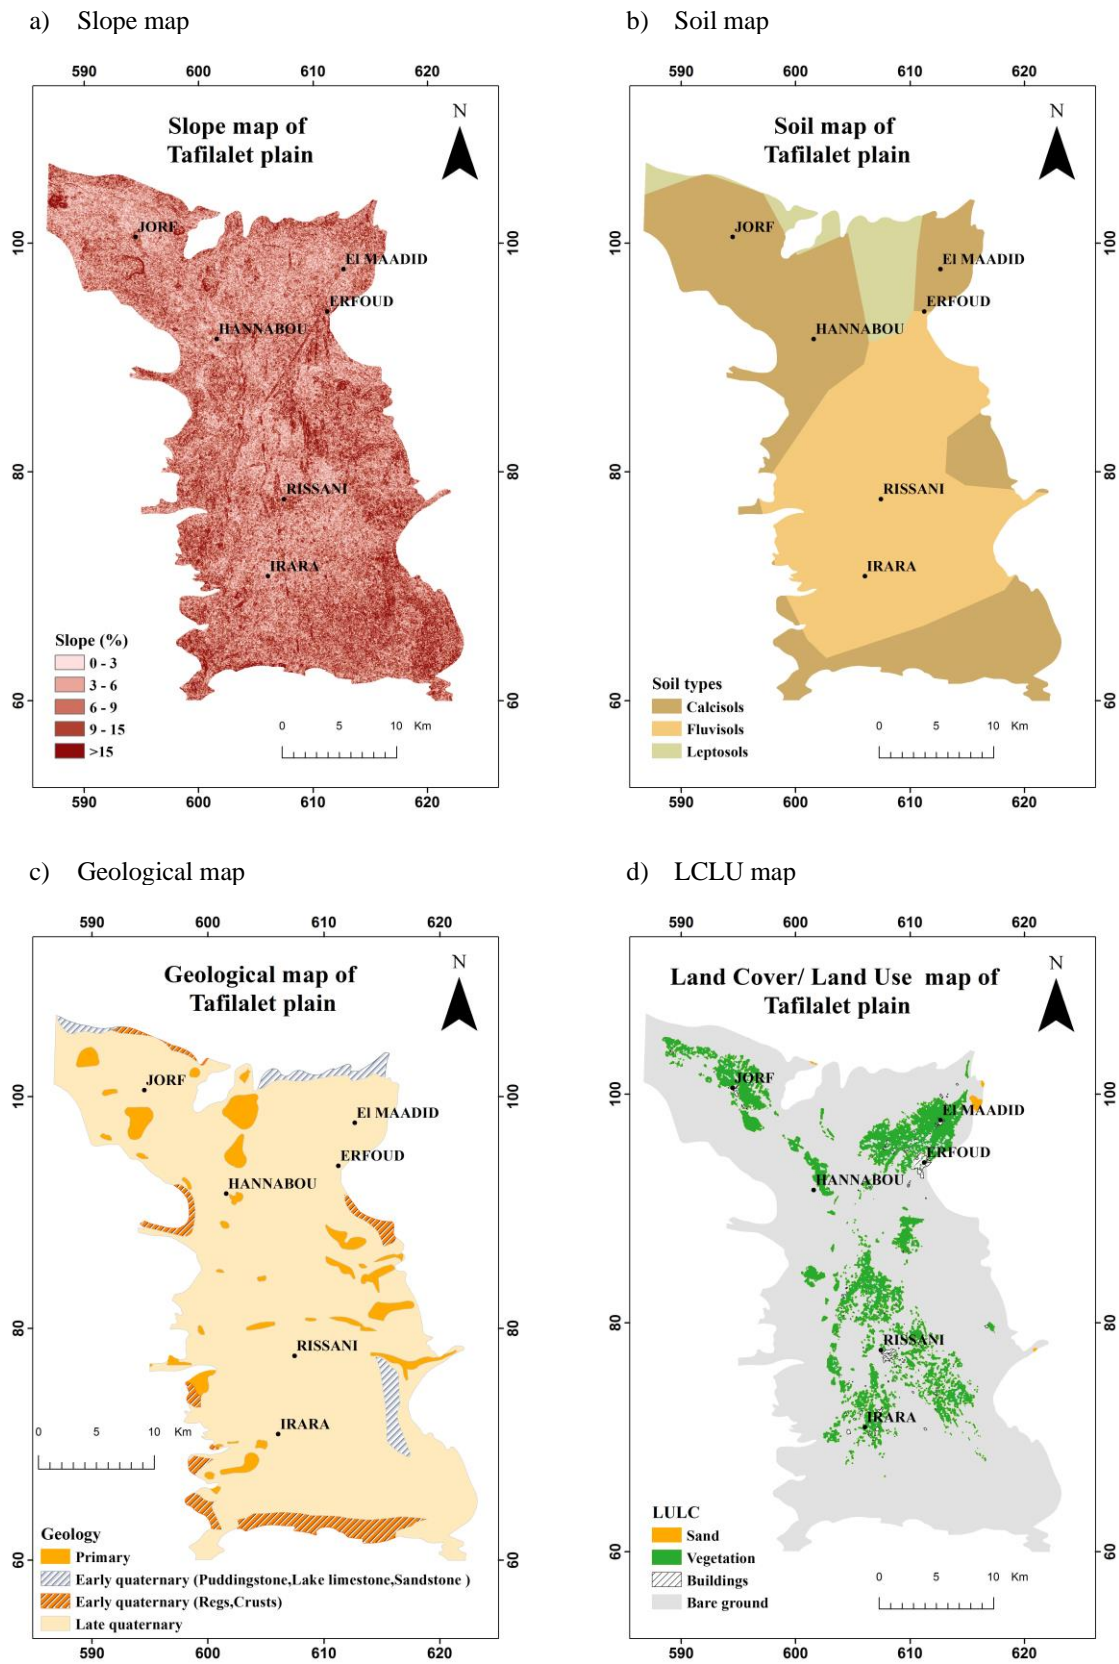 a) Slope map
590 600 610 620
Slope map of
Tafilalet plain
N
JORF
El MAADID
ERFOUD
HANNABOU
RISSANI
IRARA
100
80
60
100
80
60
Slope (%)
0 - 3
3 - 6
6 - 9
9 - 15
>15
0 5 10 Km
590 600 610 620
b) Soil map
590 600 610 620
Soil map of
Tafilalet plain
N
JORF
El MAADID
ERFOUD
HANNABOU
RISSANI
IRARA
100
80
60
100
80
60
Soil types
Calcisols
Fluvisols
Leptosols
0 5 10 Km
590 600 610 620
c) Geological map
590 600 610 620
Geological map of
Tafilalet plain
N
JORF
El MAADID
ERFOUD
HANNABOU
RISSANI
IRARA
100
80
60
100
80
60
0 5 10 Km
Geology
Primary
Early quaternary (Puddingstone,Lake limestone,Sandstone )
Early quaternary (Regs,Crusts)
Late quaternary
590 600 610 620
d) LCLU map
590 600 610 620
Land Cover/ Land Use map of
Tafilalet plain
N
JORF
El MAADID
ERFOUD
HANNABOU
RISSANI
IRARA
100
80
60
100
80
60
LULC
Sand
Vegetation
Buildings
Bare ground
0 5 10 Km
590 600 610 620